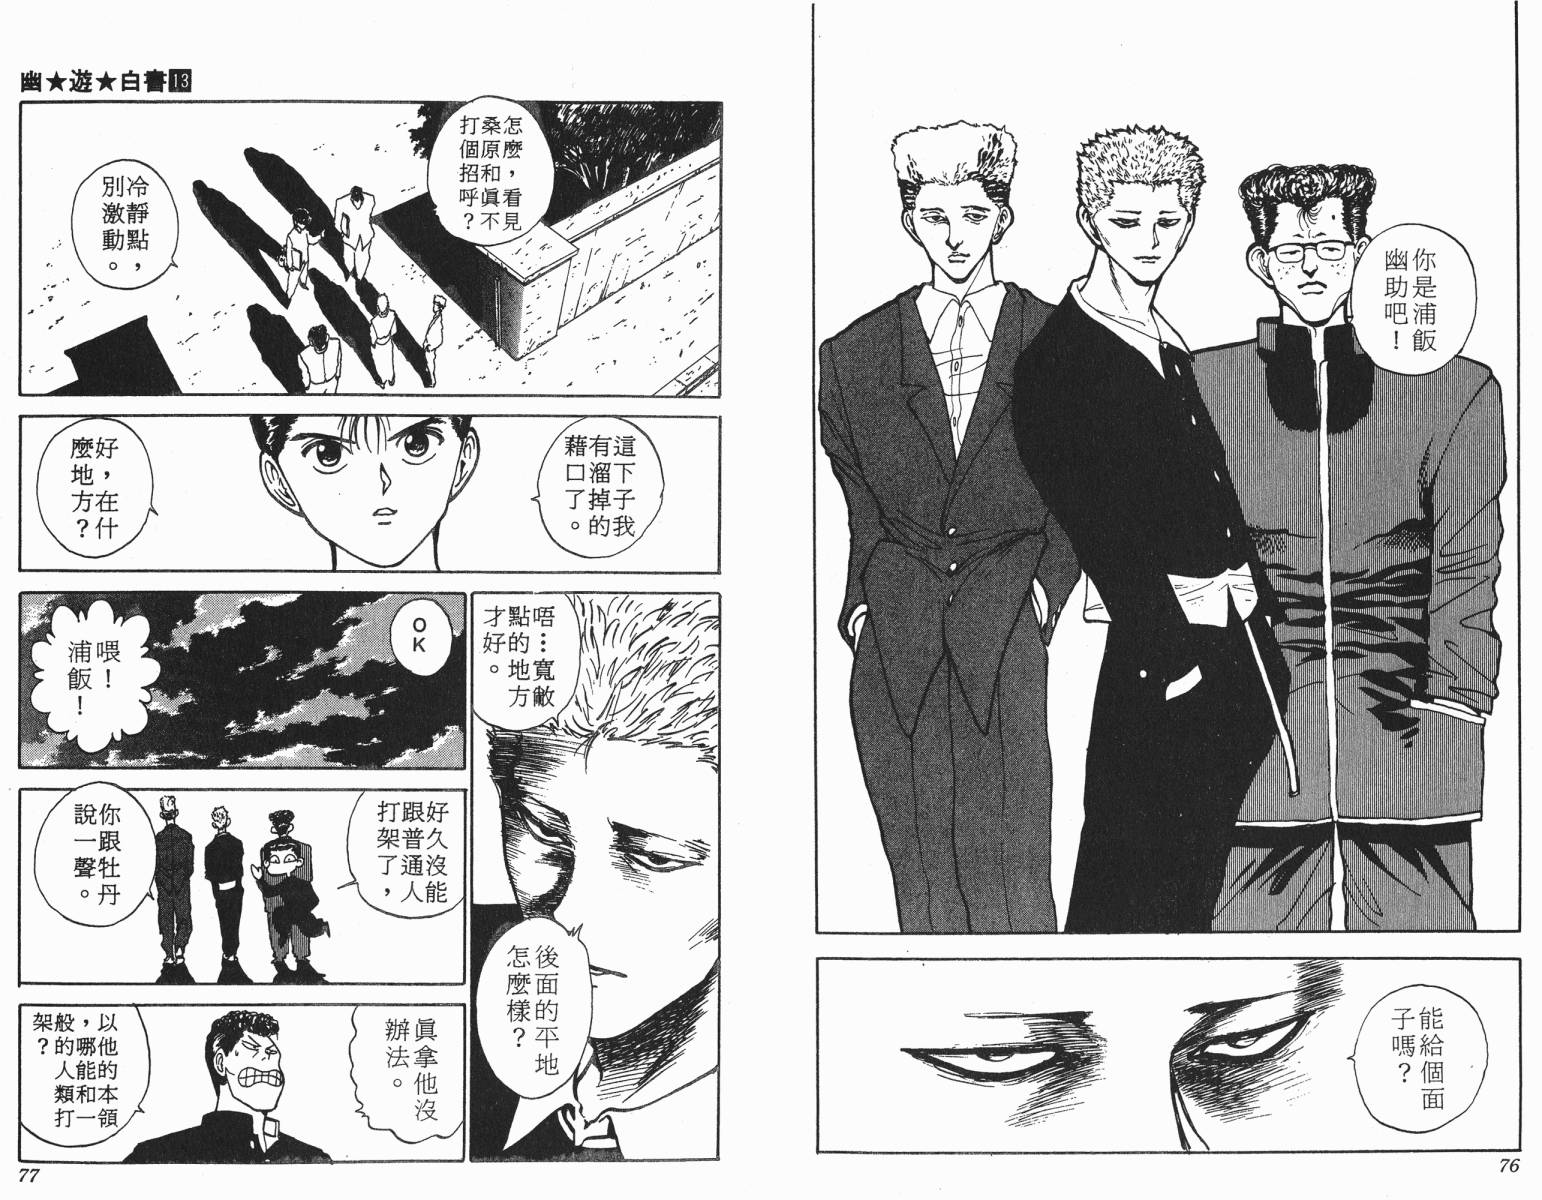 你是浦飯
幽助吧！
能給個面
子嗎？
76
幽★遊★白書13
怎麼，看見
桑原和眞不
打個招呼？
冷靜點，
別激動。
這下子我
有溜掉的
藉口了。
好，在什
麼地方？
唔…寬敝
點的地方
才好。
後面的平地
怎麼樣？
OK
喂！
浦飯！
好久沒能
跟普通人
打架了，
你跟牡丹
說一聲。
眞拿他沒
辦法。
以他的本領
，哪能和一
般的人類打
架？
77